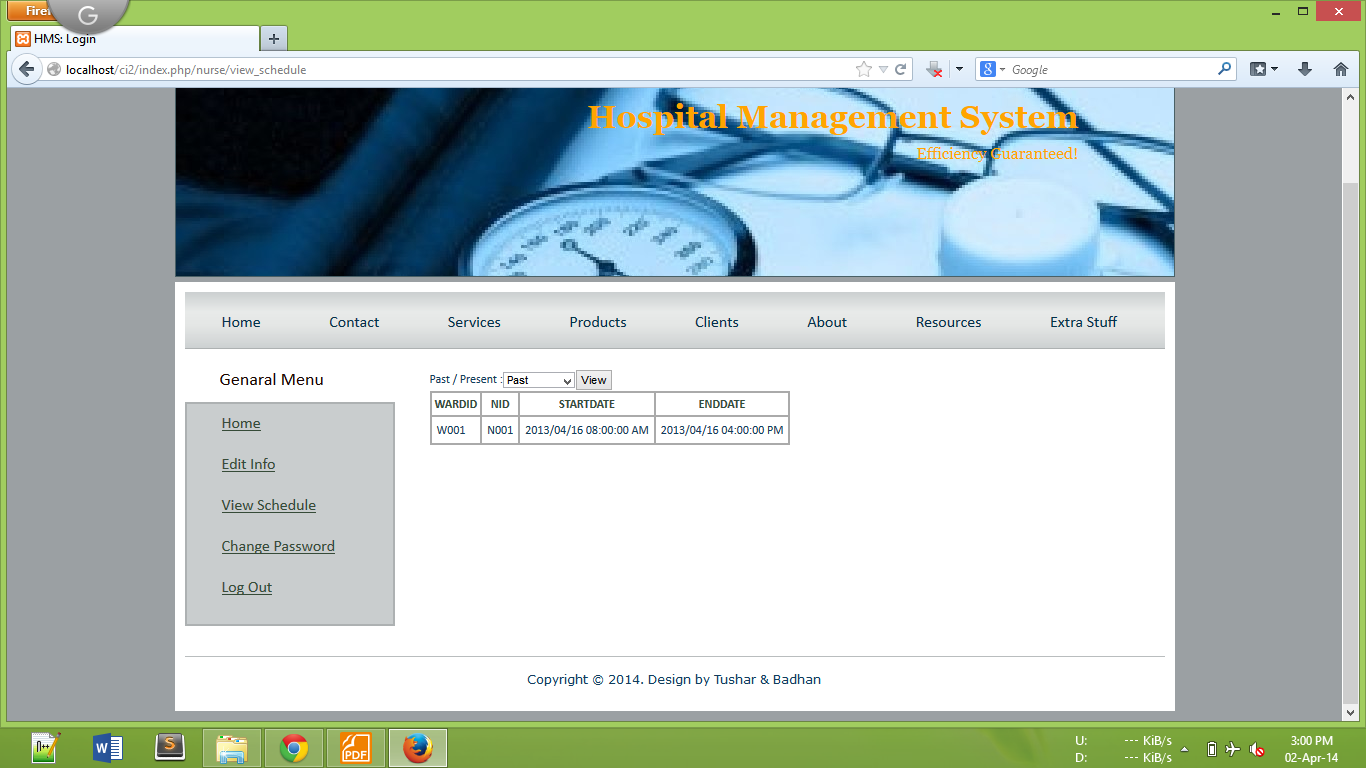 Firef
G
HMS: Login
localhost/ci2/index.php/nurse/view_schedule
Google
Hospital Management System
Efficiency Guaranteed!
Home Contact Services Products Clients About Resources Extra Stuff
Genaral Menu
Home
Edit Info
View Schedule
Change Password
Log Out
Past / Present : Past View
WARDID NID STARTDATE ENDDATE
W001 N001 2013/04/16 08:00:00 AM 2013/04/16 04:00:00 PM
Copyright © 2014. Design by Tushar & Badhan
PDF
U: --- KiB/s
D: --- KiB/s
3:00 PM
02-Apr-14